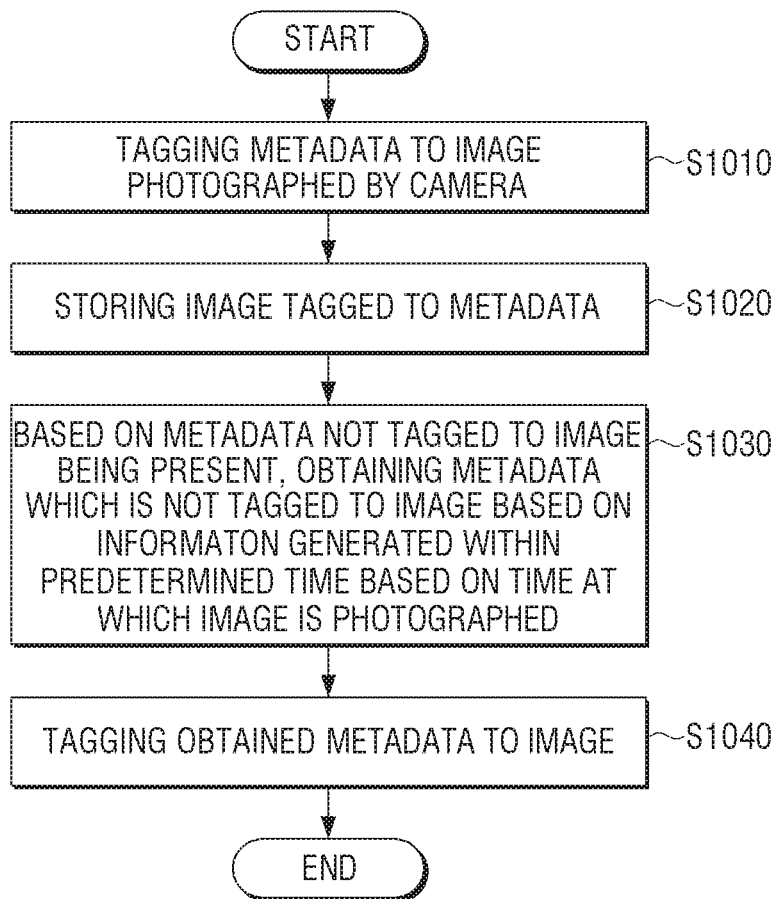 START
TAGGING METADATA TO IMAGE
PHOTOGRAPHED BY CAMERA
S1010
STORING IMAGE TAGGED TO METADATA
S1020
BASED ON METADATA NOT TAGGED TO IMAGE
BEING PRESENT, OBTAINING METADATA
WHICH IS NOT TAGGED TO IMAGE BASED ON
INFORMATON GENERATED WITHIN
PREDETERMINED TIME BASED ON TIME AT
WHICH IMAGE IS PHOTOGRAPHED
S1030
TAGGING OBTAINED METADATA TO IMAGE
S1040
END